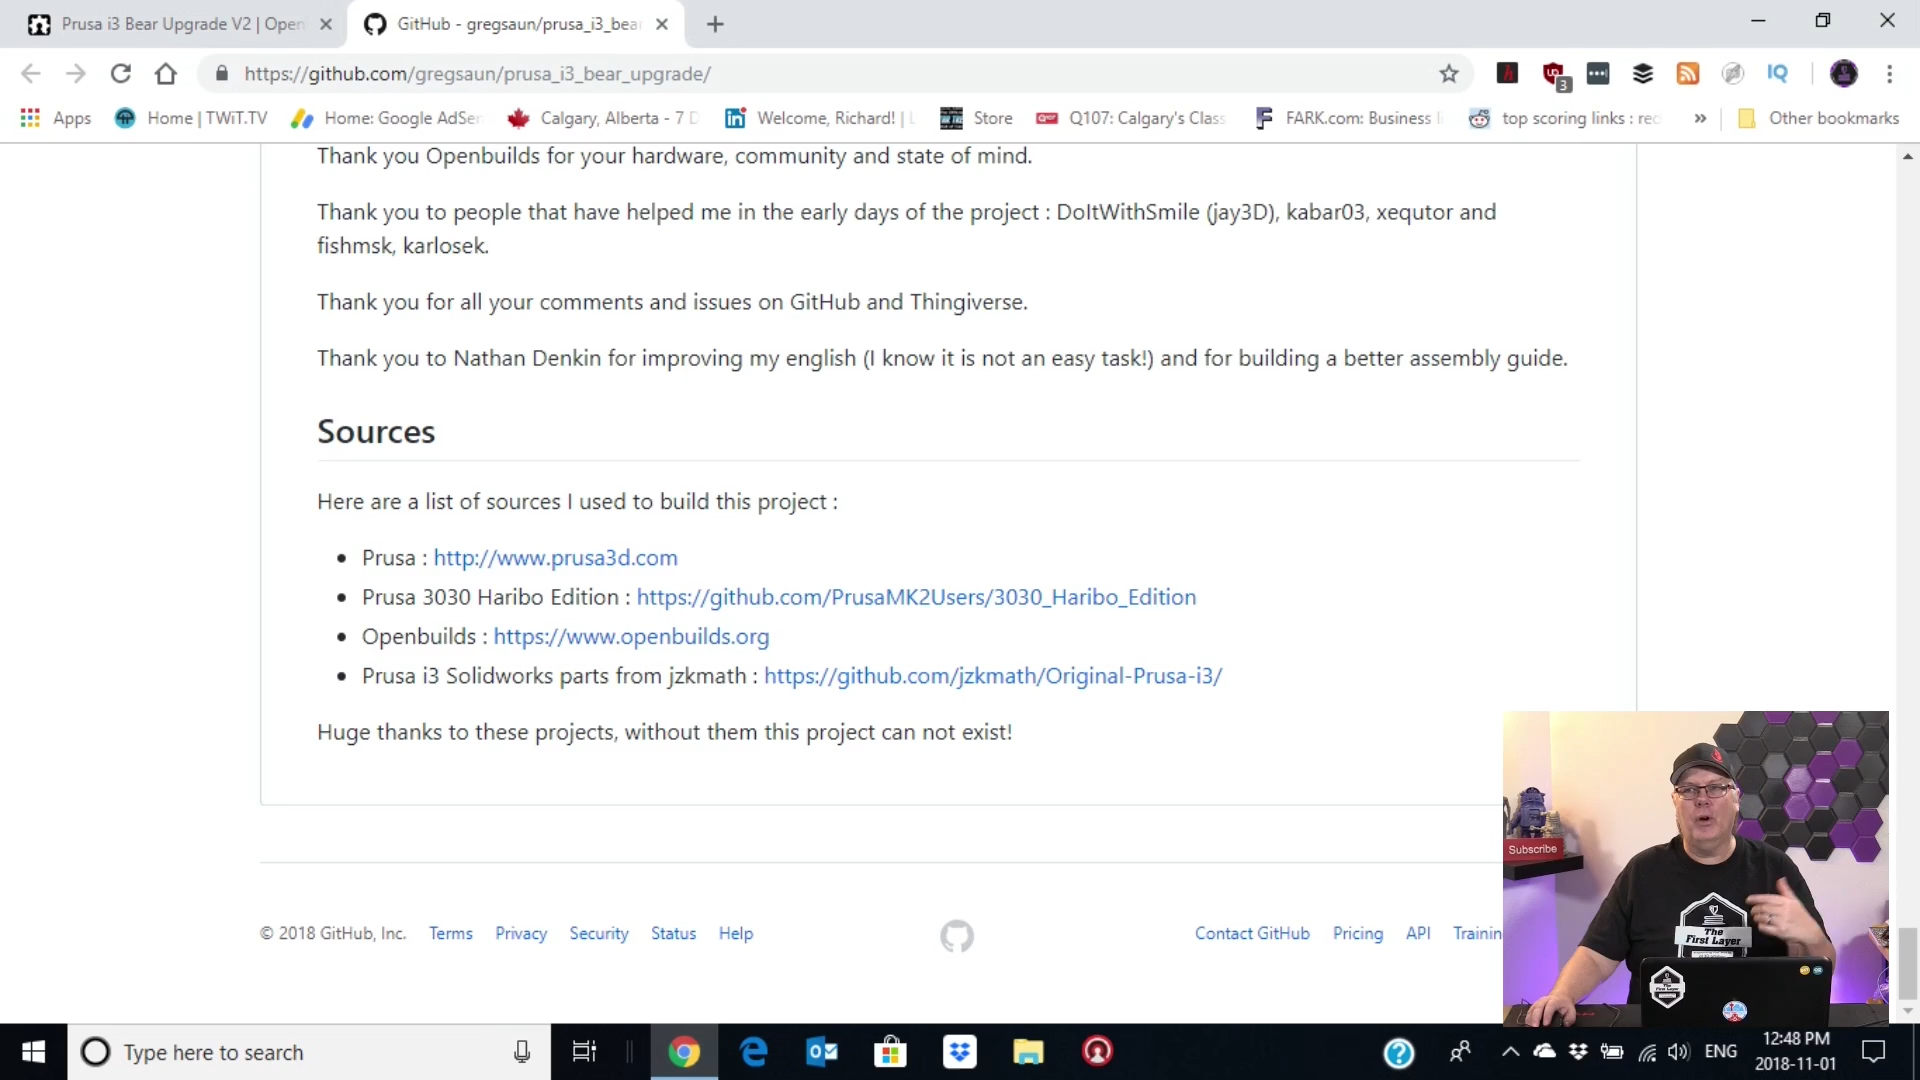 Prusa i3 Bear Upgrade V2 | Open
GitHub - gregsaun/prusa_i3_bear
https://github.com/gregsaun/prusa_i3_bear_upgrade/
3
IQ
Apps
Home | TWiT.TV
Home: Google AdSen
Calgary, Alberta - 7 D
Welcome, Richard! | L
Store
Q107: Calgary's Class
FARK.com: Business
top scoring links : red
»
Other bookmarks
Thank you Openbuilds for your hardware, community and state of mind.
Thank you to people that have helped me in the early days of the project : DoItWithSmile (jay3D), kabar03, xequtor and
fishmsk, karlosek.
Thank you for all your comments and issues on GitHub and Thingiverse.
Thank you to Nathan Denkin for improving my english (I know it is not an easy task!) and for building a better assembly guide.
Sources
Here are a list of sources I used to build this project :
• Prusa : http://www.prusa3d.com
• Prusa 3030 Haribo Edition : https://github.com/PrusaMK2Users/3030_Haribo_Edition
• Openbuilds : https://www.openbuilds.org
• Prusa i3 Solidworks parts from jzkmath : https://github.com/jzkmath/Original-Prusa-i3/
Huge thanks to these projects, without them this project can not exist!
Subscribe
The
First Layer
© 2018 GitHub, Inc. Terms Privacy Security Status Help
Contact GitHub Pricing API Trainin
Type here to search
ENG
12:48 PM
2018-11-01